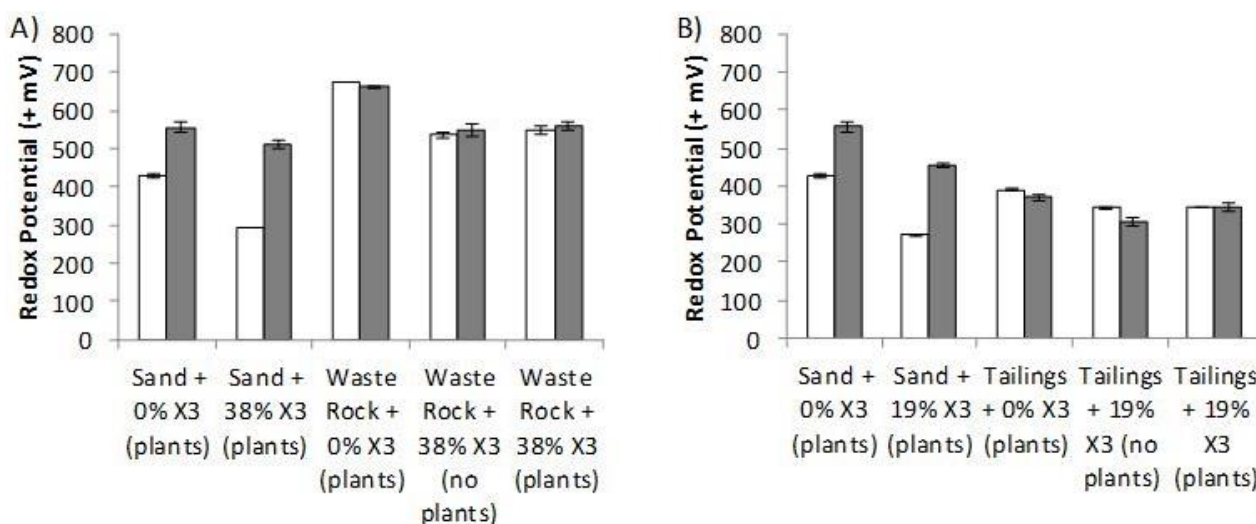 A)
Redox Potential (+ mV)
800
700
600
500
400
300
200
100
0
Sand +
0% X3
(plants)
Sand +
38% X3
(plants)
Waste
Rock +
0% X3
(plants)
Waste
Rock +
38% X3
(no
plants)
Waste
Rock +
38% X3
(plants)
B)
Redox Potential (+ mV)
800
700
600
500
400
300
200
100
0
Sand +
0% X3
(plants)
Sand +
19% X3
(plants)
Tailings
+ 0% X3
(plants)
Tailings
+ 19%
X3 (no
plants)
Tailings
+ 19%
X3
(plants)